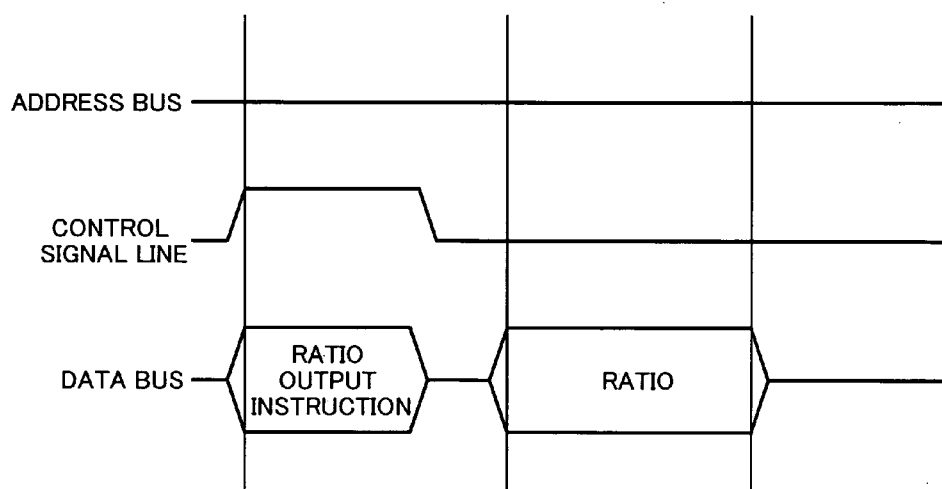 ADDRESS BUS
CONTROL
SIGNAL LINE
DATA BUS
RATIO
OUTPUT
INSTRUCTION
RATIO